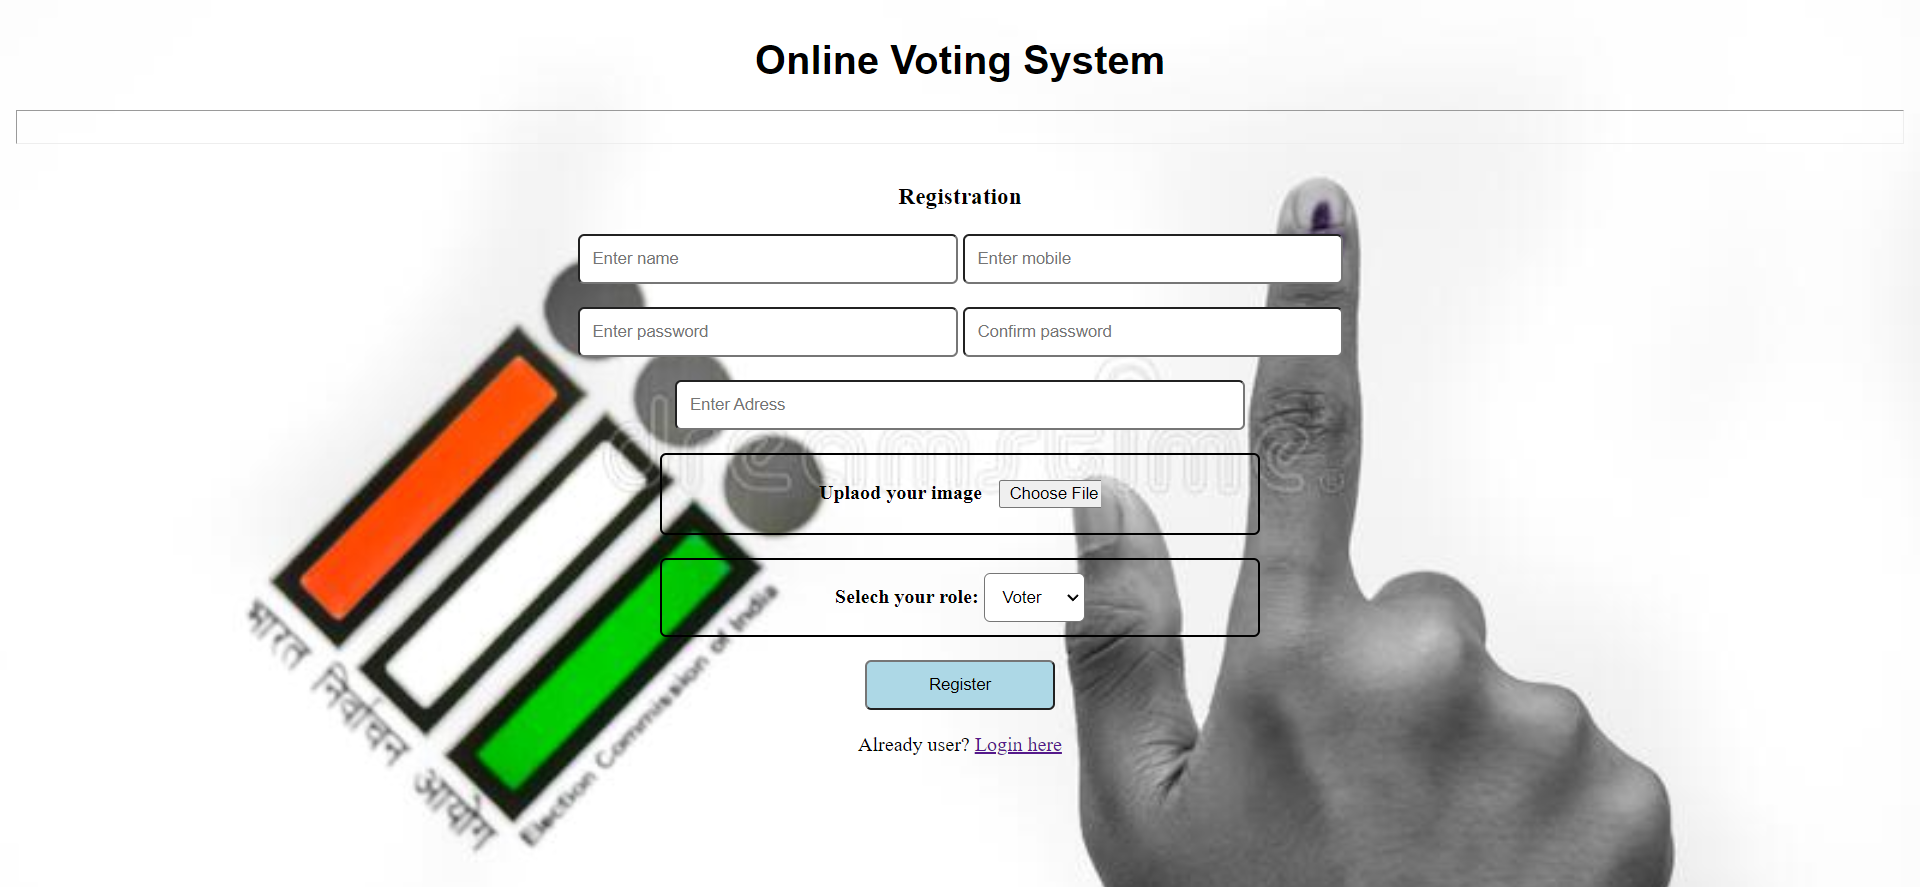 Online Voting System
Registration
Enter name Enter mobile
Enter password Confirm password
Enter Adress
dreamstime.
Uplaod your image Choose File
Selech your role: Voter
Register
Already user? Login here
भारत निर्वाचन आयोग
Election Commission of India